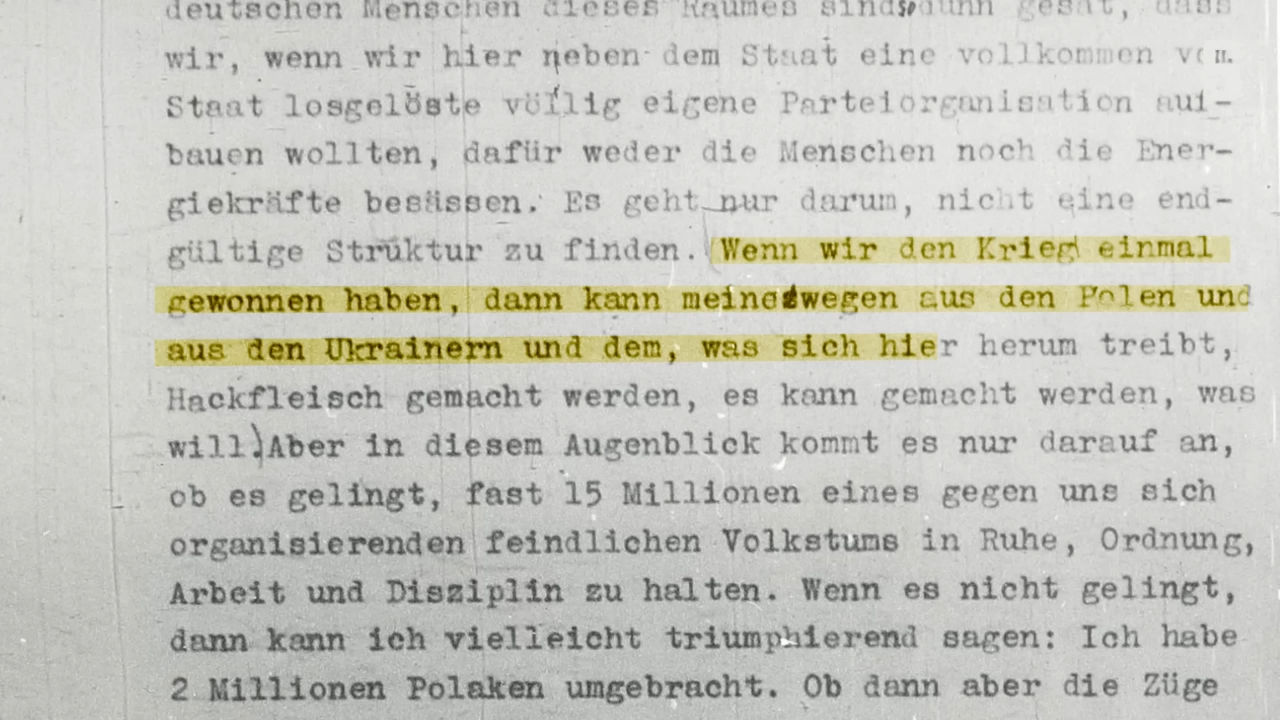 deutschen Menschen dieses Raumes sind so dünn gesät, dass
wir, wenn wir hier neben dem Staat eine vollkommen vom
Staat losgelöste völlig eigene Parteiorganisation auf-
bauen wollten, dafür weder die Menschen noch die Ener-
giekräfte besässen. Es geht nur darum, nicht eine end-
gültige Struktur zu finden. (Wenn wir den Krieg einmal
gewonnen haben, dann kann meinetwegen aus den Polen und
aus den Ukrainern und dem, was sich hier herum treibt,
Hackfleisch gemacht werden, es kann gemacht werden, was
will.) Aber in diesem Augenblick kommt es nur darauf an,
ob es gelingt, fast 15 Millionen eines gegen uns sich
organisierenden feindlichen Volkstums in Ruhe, Ordnung,
Arbeit und Disziplin zu halten. Wenn es nicht gelingt,
dann kann ich vielleicht triumphierend sagen: Ich habe
2 Millionen Polaken umgebracht. Ob dann aber die Züge